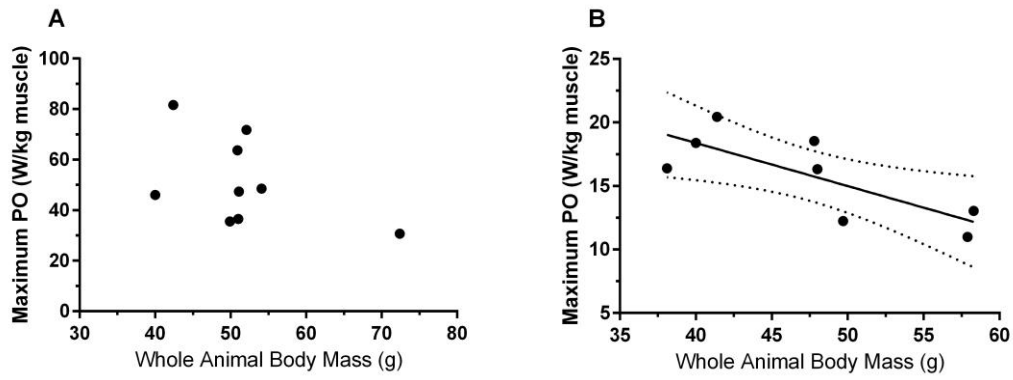 A
Maximum PO (W/kg muscle)
100
80
60
40
20
0
30 40 50 60 70 80
Whole Animal Body Mass (g)
B
Maximum PO (W/kg muscle)
25
20
15
10
5
35 40 45 50 55 60
Whole Animal Body Mass (g)